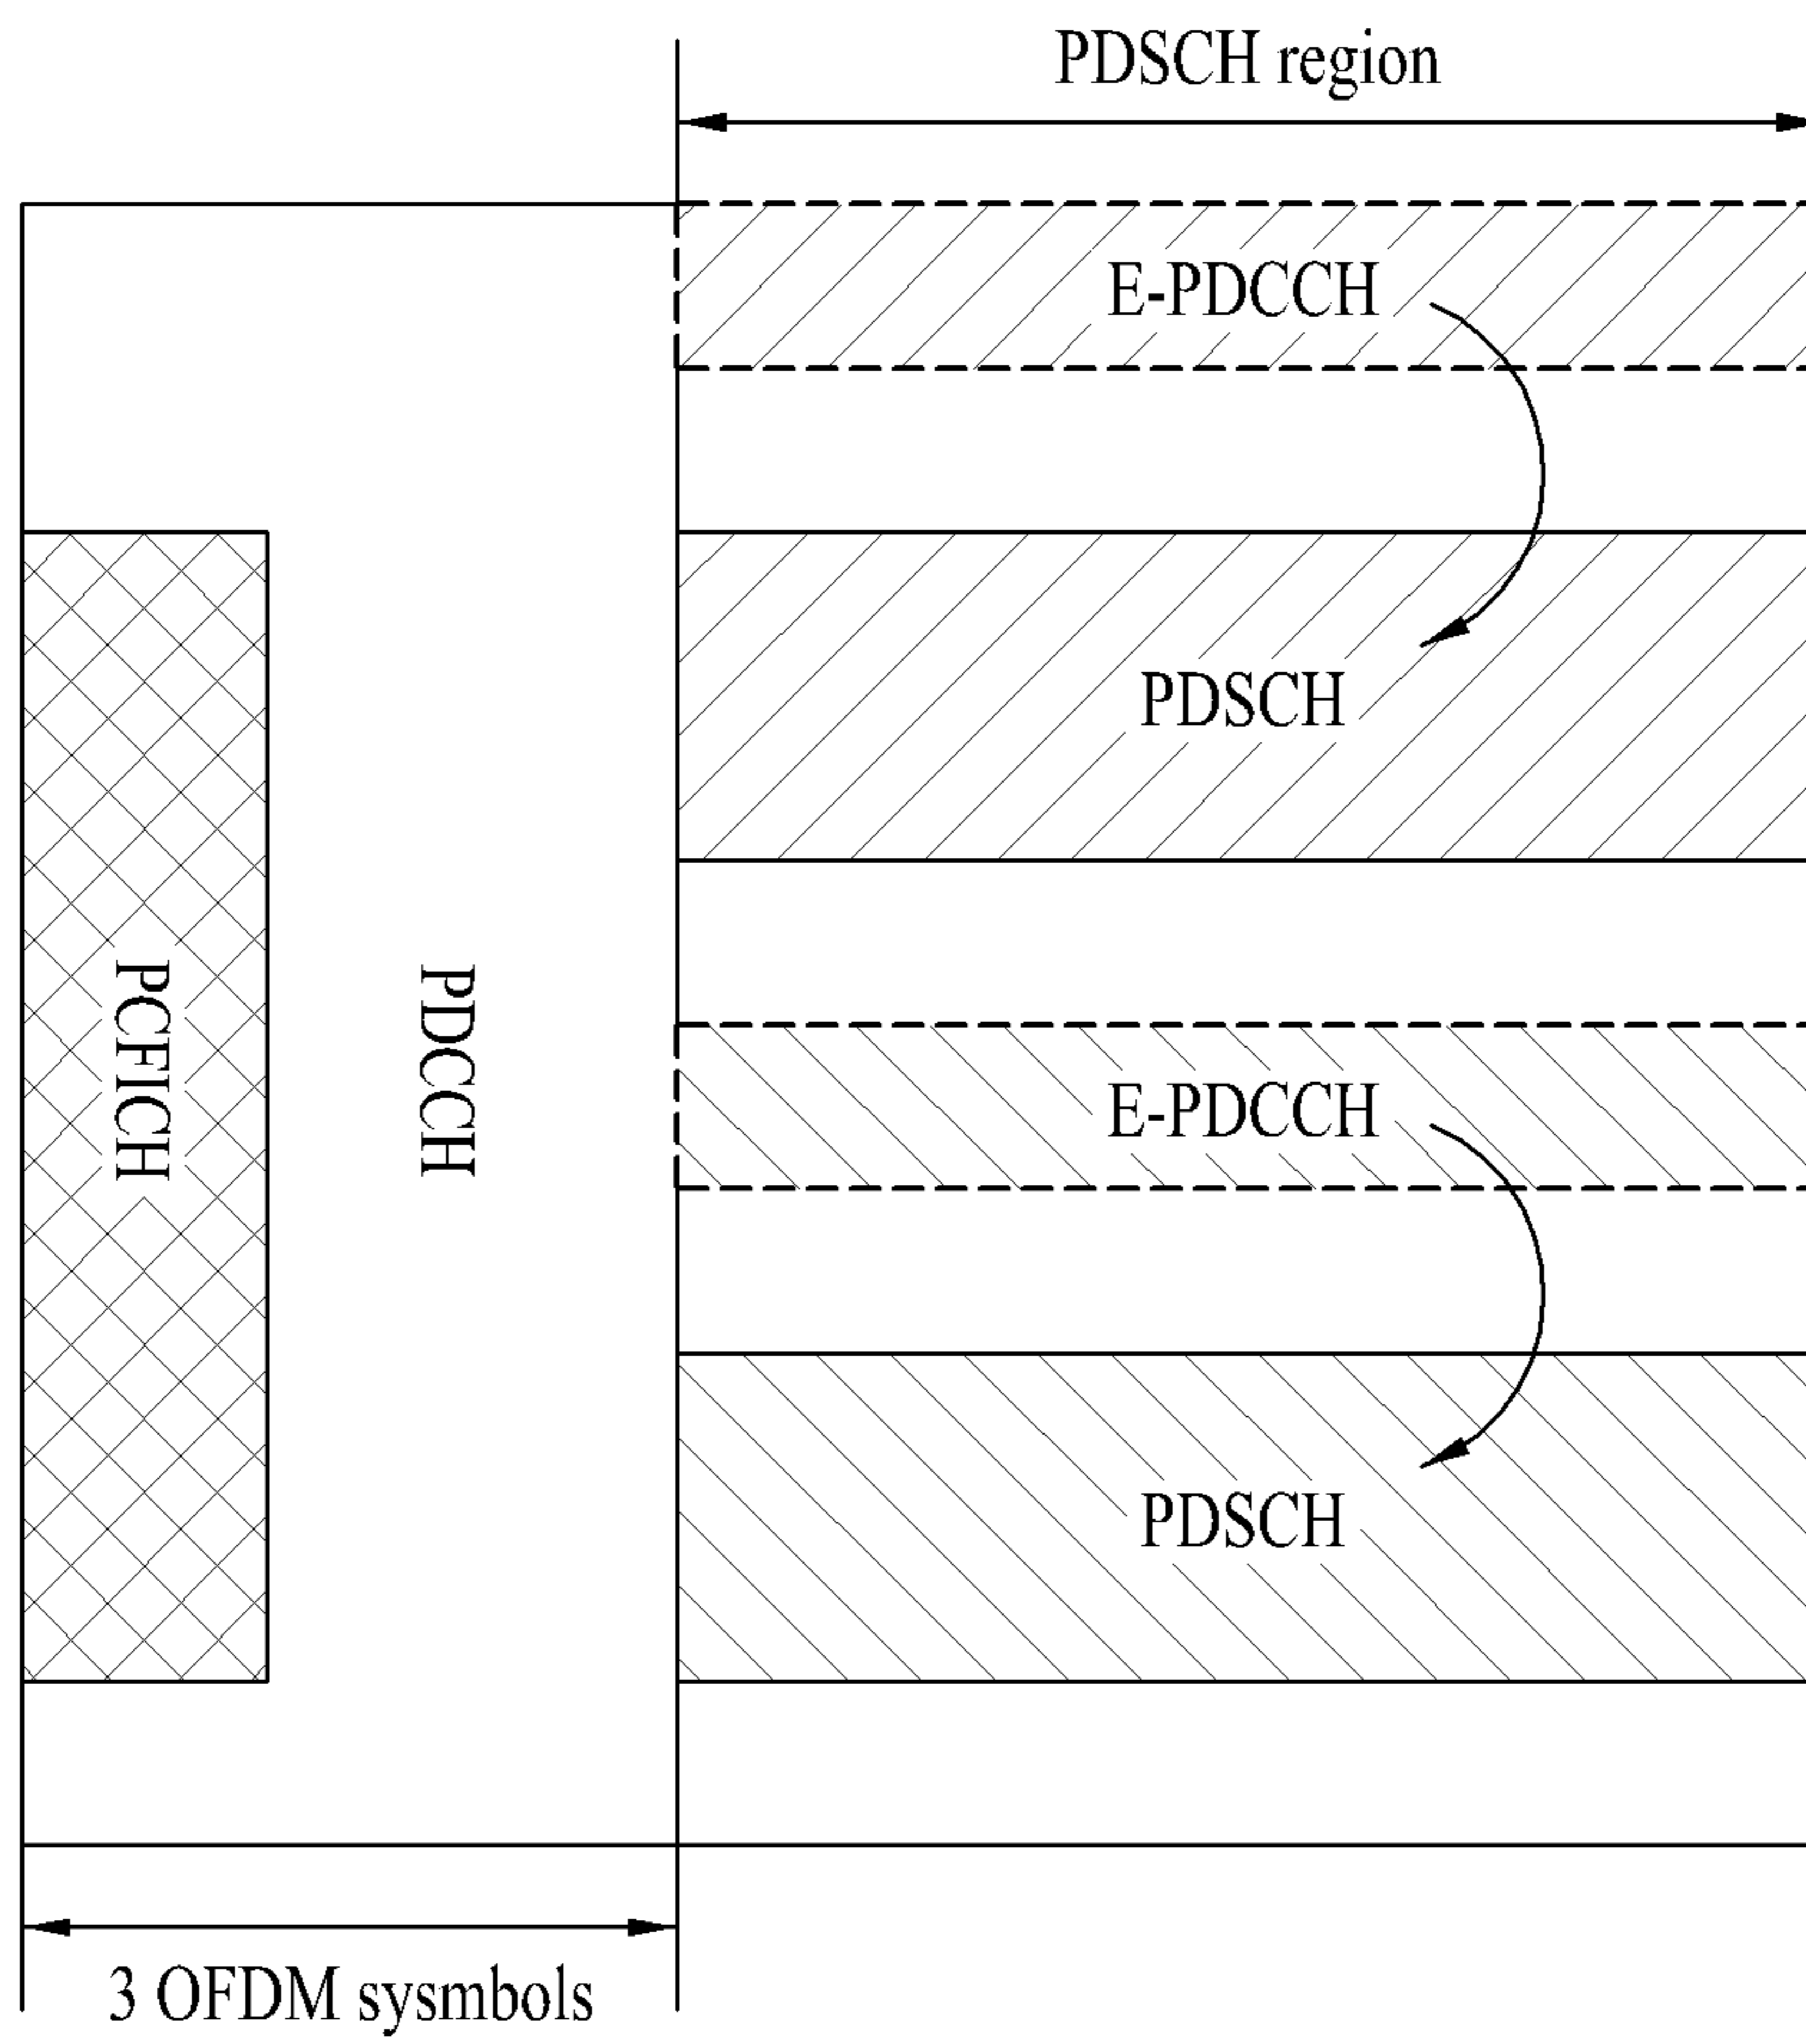 PDSCH region
E-PDCCH
PDSCH
PCFICH
PDCCH
E-PDCCH
PDSCH
3 OFDM sysmbols